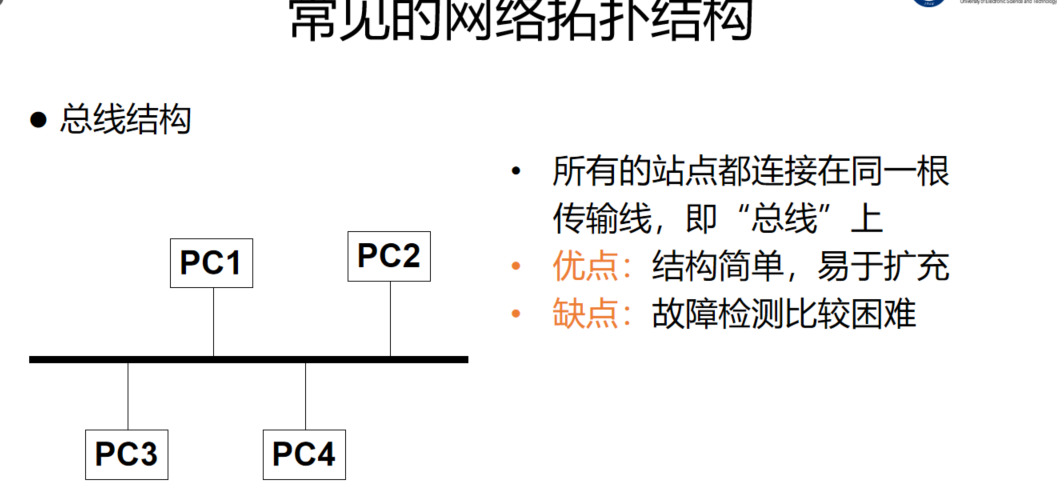 常见的网络拓扑结构
University of Electronic Science and Technology
● 总线结构
• 所有的站点都连接在同一根
传输线，即“总线”上
• 优点：结构简单，易于扩充
• 缺点：故障检测比较困难
PC1
PC2
PC3
PC4